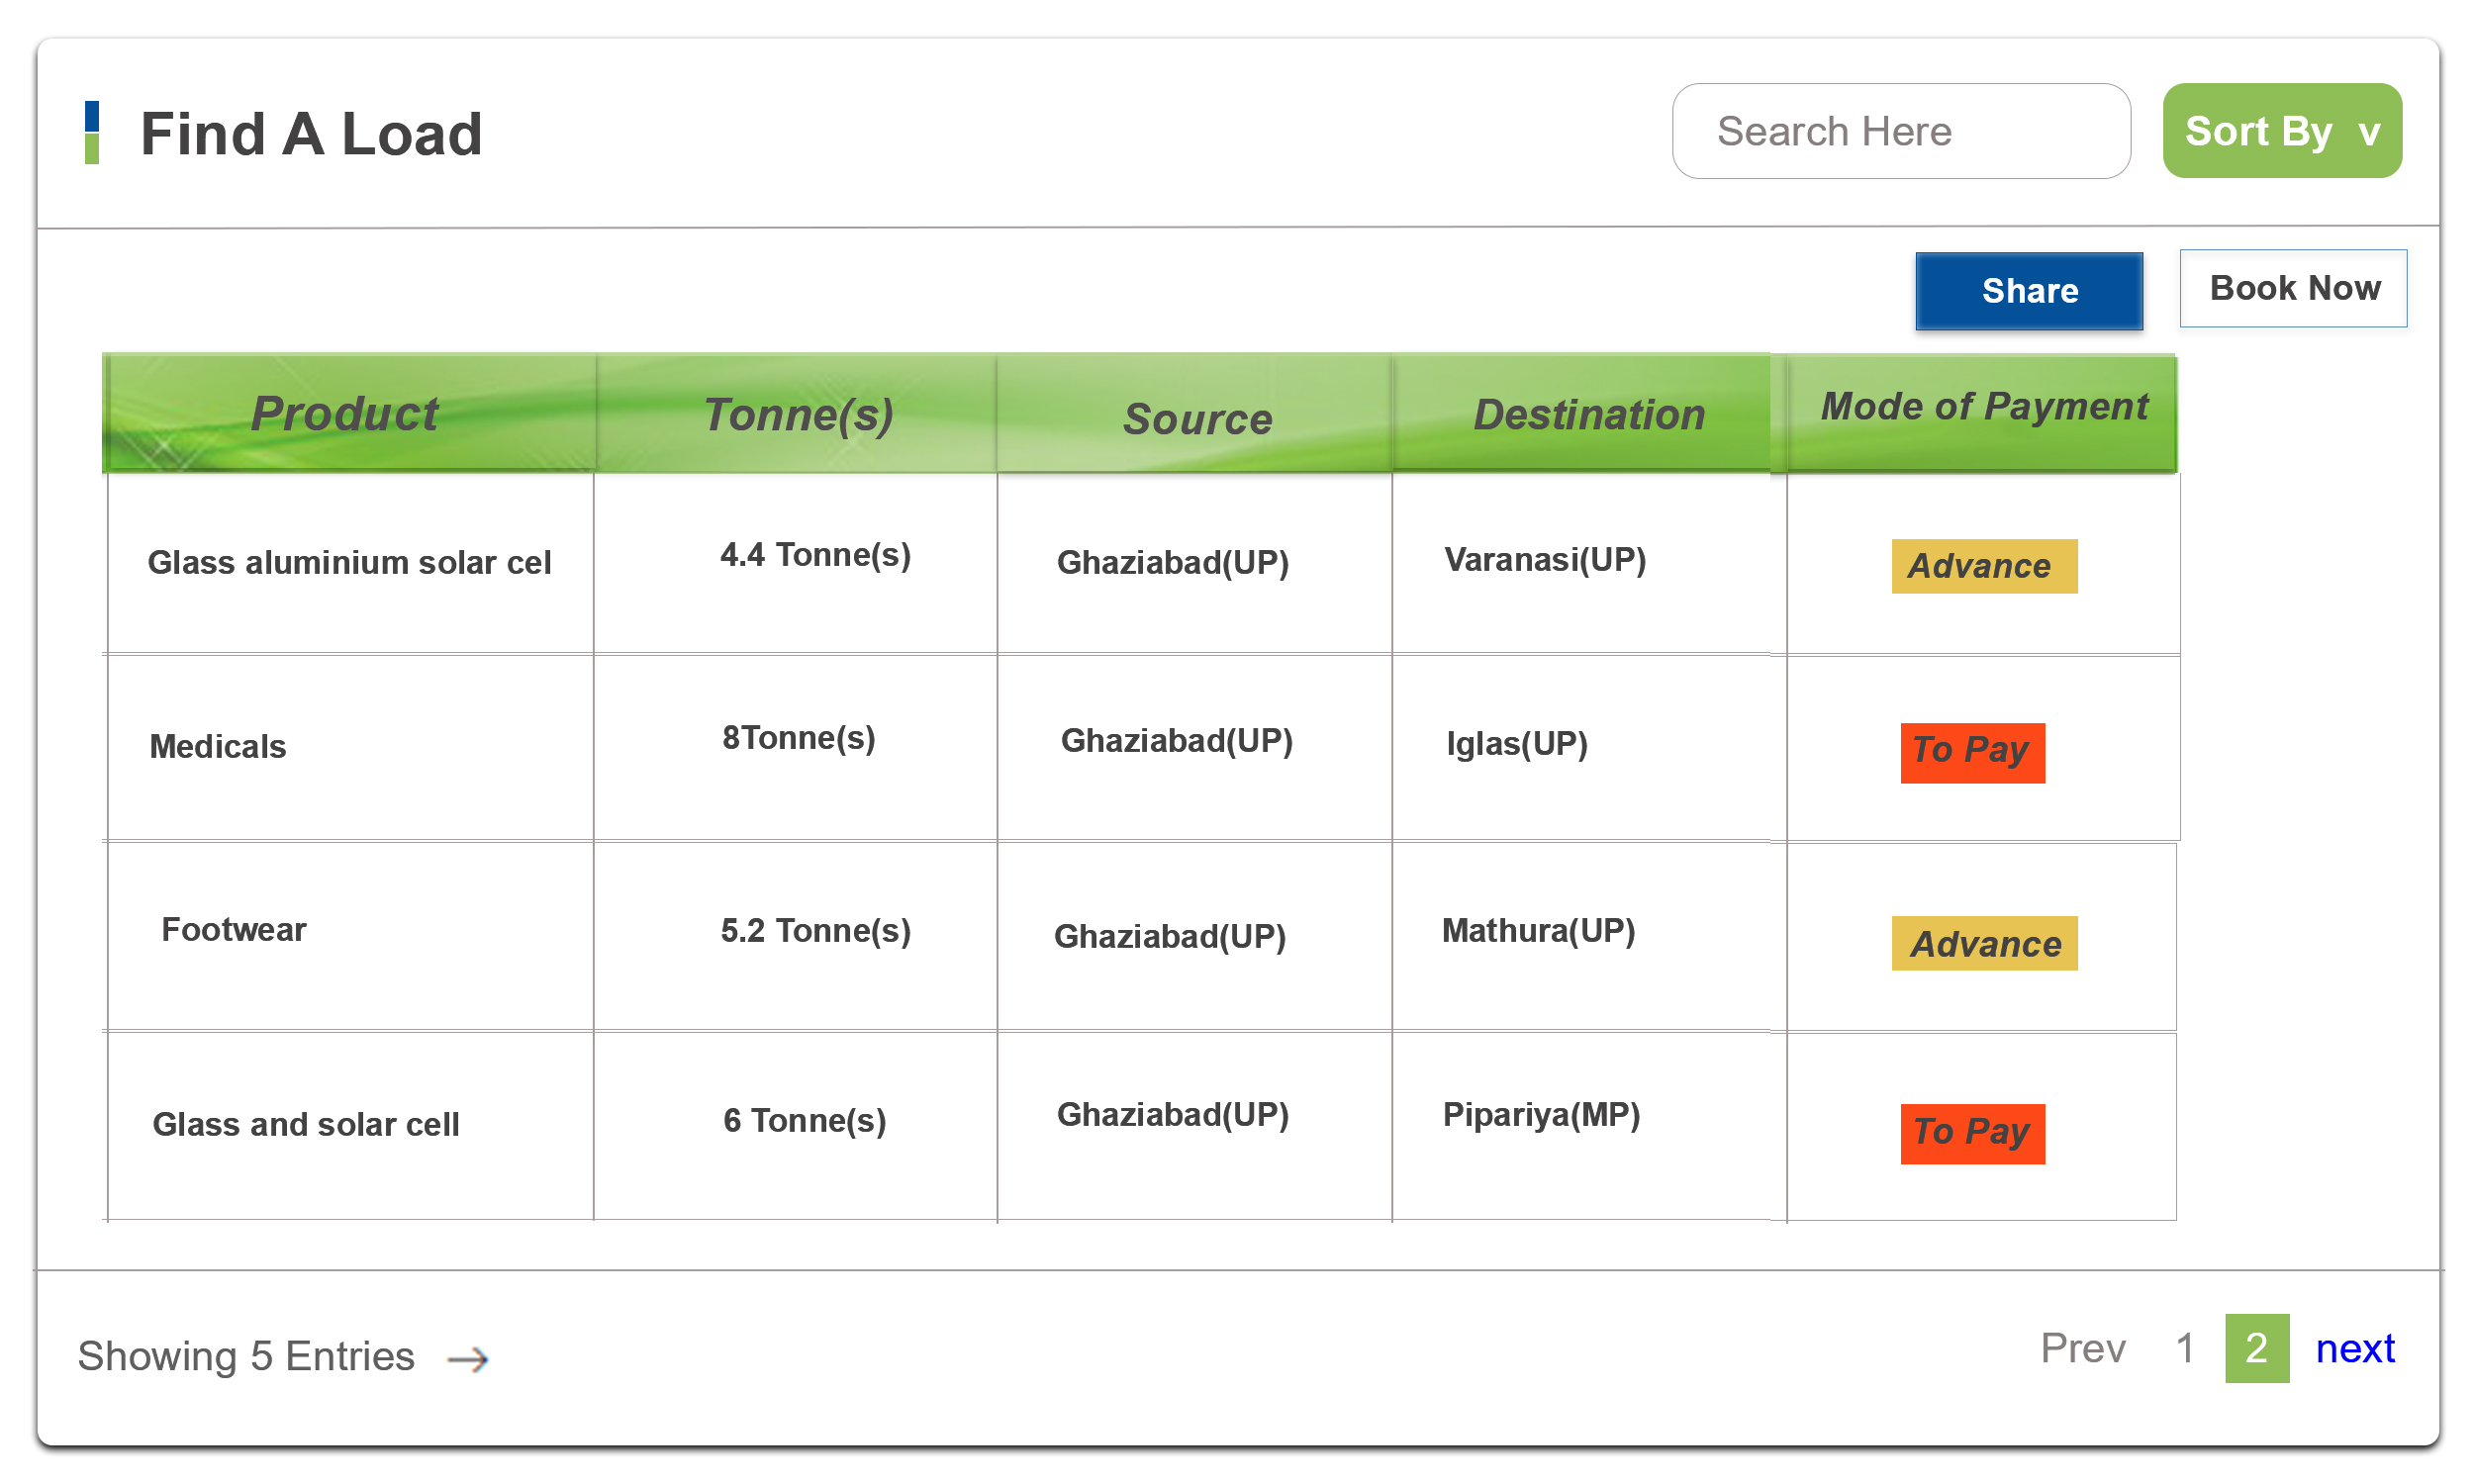 Find A Load
Search Here
Sort By v
Share
Book Now
Product Tonne(s) Source Destination Mode of Payment
Glass aluminium solar cel 4.4 Tonne(s) Ghaziabad(UP) Varanasi(UP) Advance
Medicals 8Tonne(s) Ghaziabad(UP) Iglas(UP) To Pay
Footwear 5.2 Tonne(s) Ghaziabad(UP) Mathura(UP) Advance
Glass and solar cell 6 Tonne(s) Ghaziabad(UP) Pipariya(MP) To Pay
Showing 5 Entries →
Prev 1 2 next